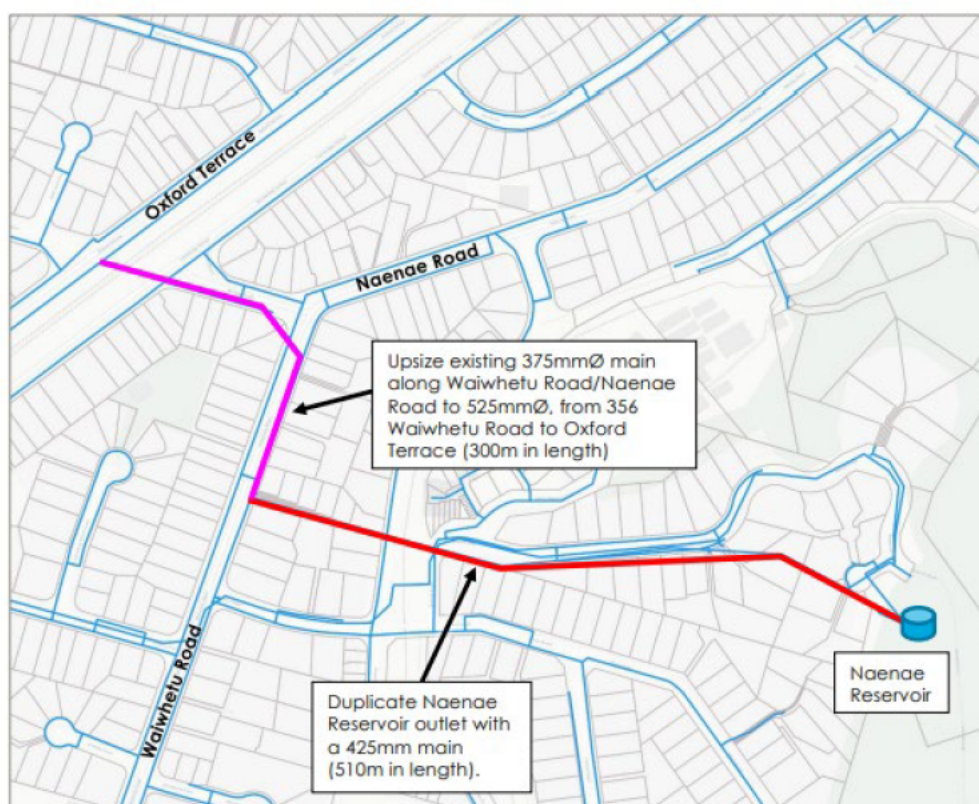 Oxford Terrace
Naenae Road
Upsize existing 375mmØ main
along Waiwhetu Road/Naenae
Road to 525mmØ, from 356
Waiwhetu Road to Oxford
Terrace (300m in length)
Waiwhetu Road
Duplicate Naenae
Reservoir outlet with
a 425mm main
(510m in length).
Naenae
Reservoir